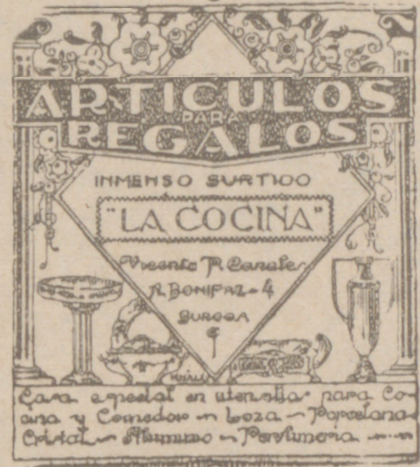 ARTICULOS
PARA
REGALOS
INMENSO SURTIDO
"LA COCINA"
Vicente P. Canales
R. BONIFAZ-4
BURGOS
Casa especial en utensilios para Co-
cina y Comedor - Loza - Porcelana
Cristal - Aluminio - Perfumeria